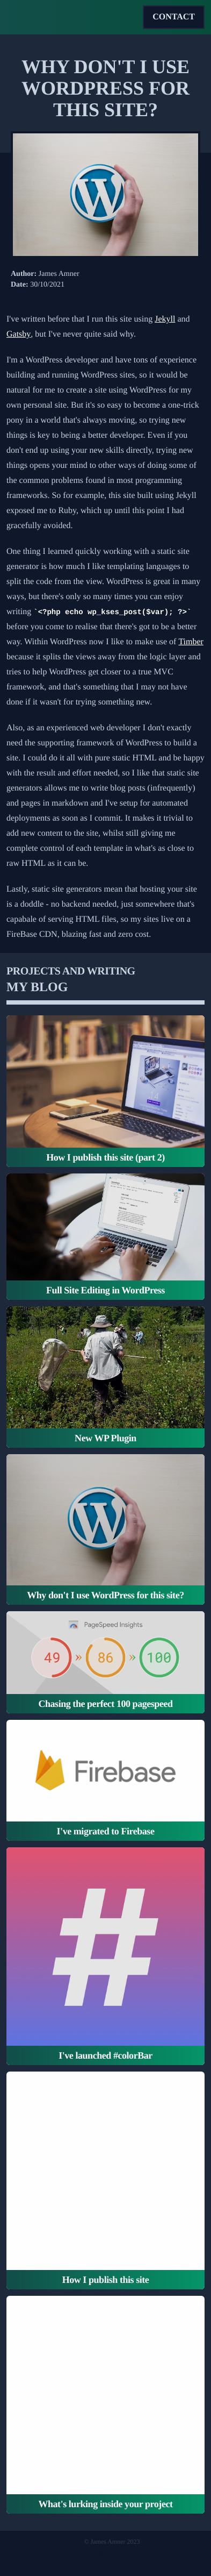 CONTACT
WHY DON'T I USE
WORDPRESS FOR
THIS SITE?
Author: James Amner
Date: 30/10/2021
I've written before that I run this site using Jekyll and
Gatsby, but I've never quite said why.
I'm a WordPress developer and have tons of experience
building and running WordPress sites, so it would be
natural for me to create a site using WordPress for my
own personal site. But it's so easy to become a one-trick
pony in a world that's always moving, so trying new
things is key to being a better developer. Even if you
don't end up using your new skills directly, trying new
things opens your mind to other ways of doing some of
the common problems found in most programming
frameworks. So for example, this site built using Jekyll
exposed me to Ruby, which up until this point I had
gracefully avoided.
One thing I learned quickly working with a static site
generator is how much I like templating languages to
split the code from the view. WordPress is great in many
ways, but there's only so many times you can enjoy
writing `<?php echo wp_kses_post($var); ?>`
before you come to realise that there's got to be a better
way. Within WordPress now I like to make use of Timber
because it splits the views away from the logic layer and
tries to help WordPress get closer to a true MVC
framework, and that's something that I may not have
done if it wasn't for trying something new.
Also, as an experienced web developer I don't exactly
need the supporting framework of WordPress to build a
site. I could do it all with pure static HTML and be happy
with the result and effort needed, so I like that static site
generators allows me to write blog posts (infrequently)
and pages in markdown and I've setup for automated
deployments as soon as I commit. It makes it trivial to
add new content to the site, whilst still giving me
complete control of each template in what's as close to
raw HTML as it can be.
Lastly, static site generators mean that hosting your site
is a doddle - no backend needed, just somewhere that's
capable of serving HTML files, so my sites live on a
FireBase CDN, blazing fast and zero cost.
PROJECTS AND WRITING
MY BLOG
How I publish this site (part 2)
Full Site Editing in WordPress
New WP Plugin
Why don't I use WordPress for this site?
PageSpeed Insights
49 » 86 » 100
Chasing the perfect 100 pagespeed
Firebase
I've migrated to Firebase
#
I've launched #colorBar
How I publish this site
What's lurking inside your project